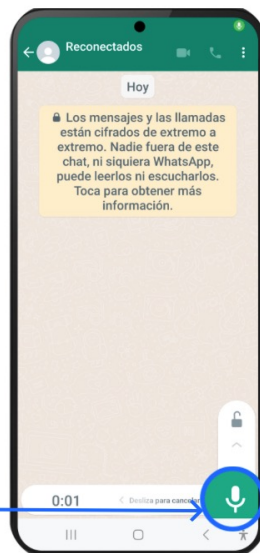 Reconectados
Hoy
Los mensajes y las llamadas
están cifrados de extremo a
extremo. Nadie fuera de este
chat, ni siquiera WhatsApp,
puede leerlos ni escucharlos.
Toca para obtener más
información.
0:01 Desliza para cancelar